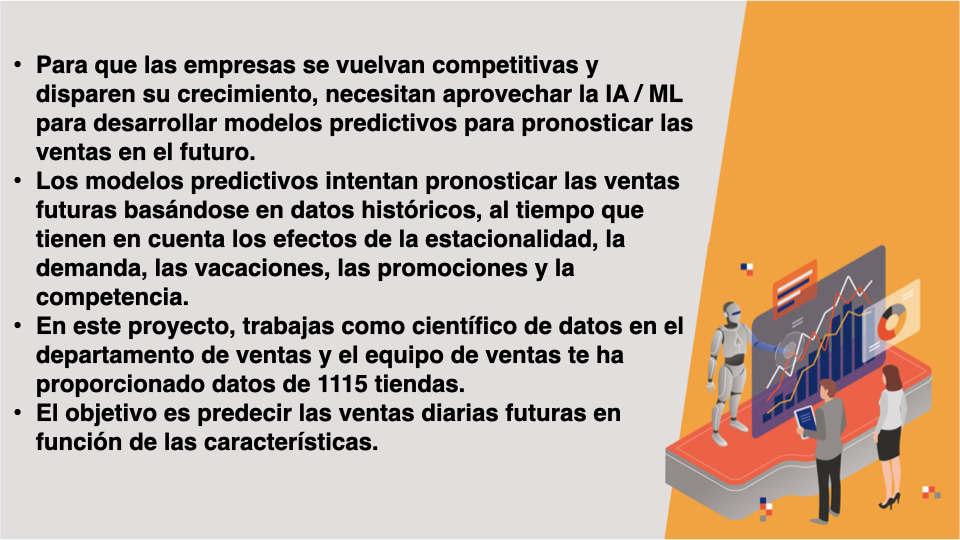 • Para que las empresas se vuelvan competitivas y
disparen su crecimiento, necesitan aprovechar la IA / ML
para desarrollar modelos predictivos para pronosticar las
ventas en el futuro.
• Los modelos predictivos intentan pronosticar las ventas
futuras basándose en datos históricos, al tiempo que
tienen en cuenta los efectos de la estacionalidad, la
demanda, las vacaciones, las promociones y la
competencia.
• En este proyecto, trabajas como científico de datos en el
departamento de ventas y el equipo de ventas te ha
proporcionado datos de 1115 tiendas.
• El objetivo es predecir las ventas diarias futuras en
función de las características.